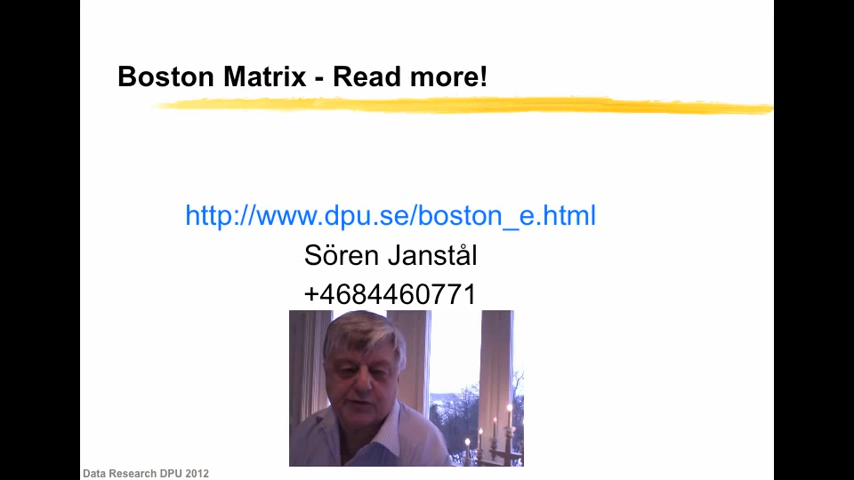 Boston Matrix - Read more!
http://www.dpu.se/boston_e.html
Sören Janstål
+4684460771
Data Research DPU 2012